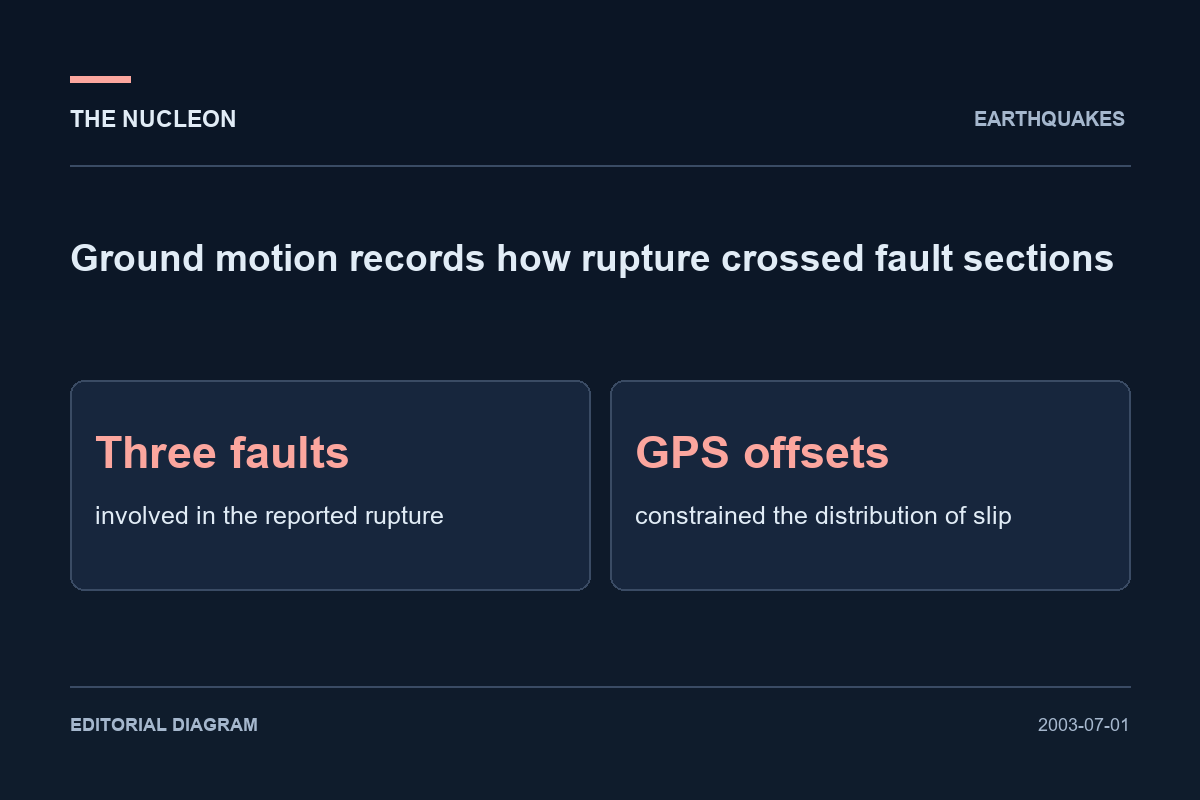 THE NUCLEON
EARTHQUAKES
Ground motion records how rupture crossed fault sections
Three faults
involved in the reported rupture
GPS offsets
constrained the distribution of slip
EDITORIAL DIAGRAM
2003-07-01